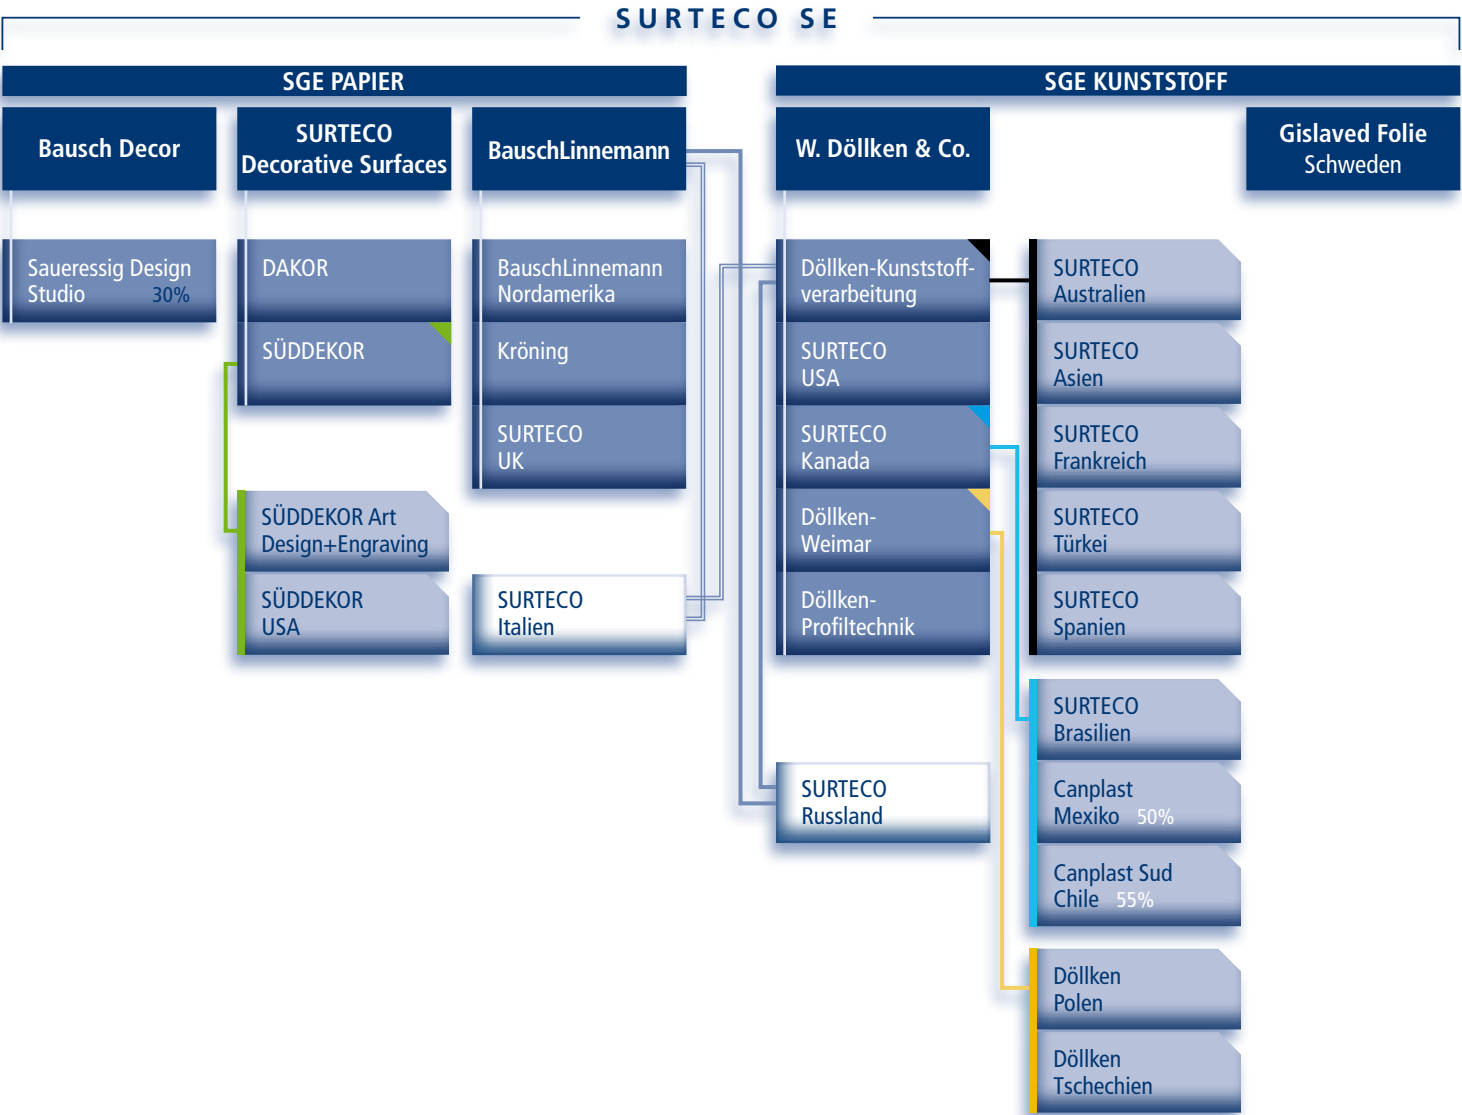 SURTECO SE
SGE PAPIER
SGE KUNSTSTOFF
Bausch Decor
SURTECO
Decorative Surfaces
BauschLinnemann
W. Döllken & Co.
Gislaved Folie
Schweden
Saueressig Design
Studio 30%
DAKOR
SÜDDEKOR
SÜDDEKOR Art
Design+Engraving
SÜDDEKOR
USA
BauschLinnemann
Nordamerika
Kröning
SURTECO
UK
SURTECO
Italien
Döllken-Kunststoff-
verarbeitung
SURTECO
USA
SURTECO
Kanada
Döllken-
Weimar
Döllken-
Profiltechnik
SURTECO
Russland
SURTECO
Australien
SURTECO
Asien
SURTECO
Frankreich
SURTECO
Türkei
SURTECO
Spanien
SURTECO
Brasilien
Canplast
Mexiko 50%
Canplast Sud
Chile 55%
Döllken
Polen
Döllken
Tschechien